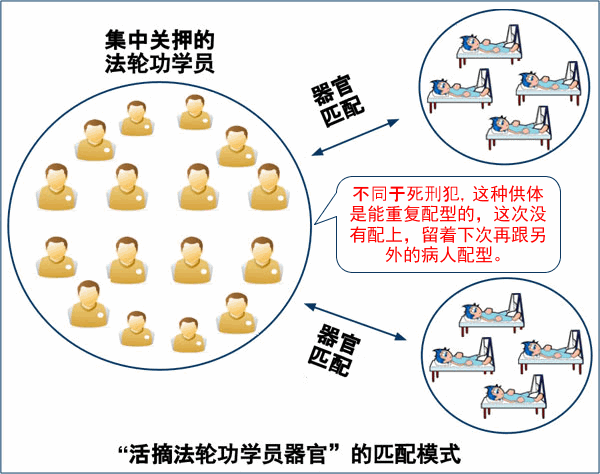 集中关押的
法轮功学员
器官
匹配
不同于死刑犯，这种供体
是能重复配型的，这次没
有配上，留着下次再跟另
外的病人配型。
器官
匹配
“活摘法轮功学员器官”的匹配模式